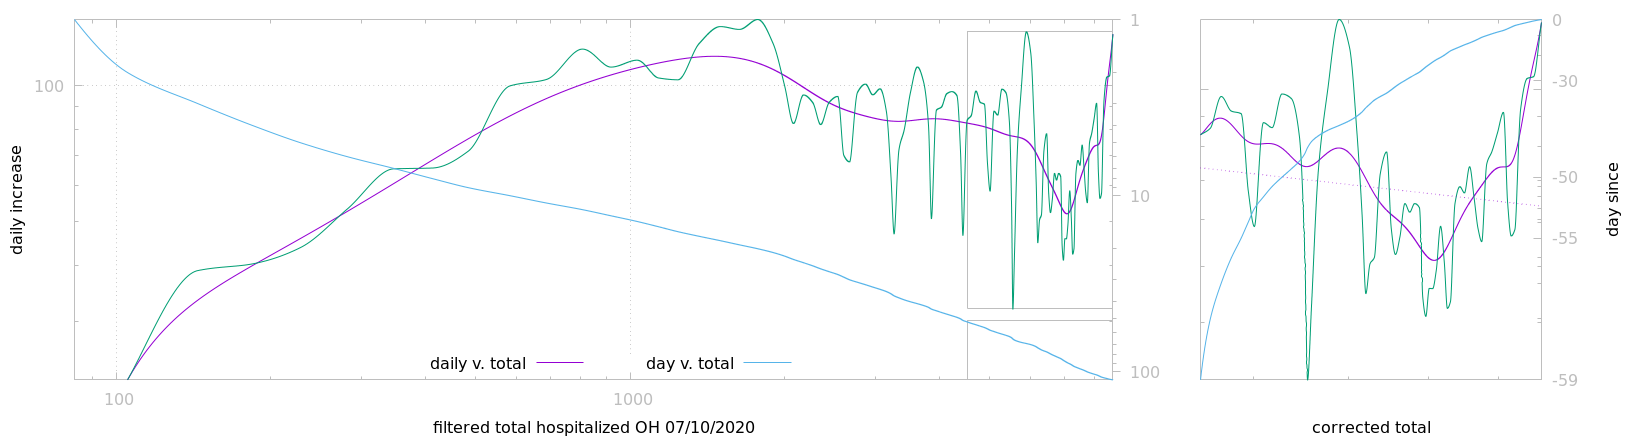 1
0
100
-30
daily increase
10
-50
day since
-55
daily v. total
day v. total
100
-59
100
1000
filtered total hospitalized OH 07/10/2020
corrected total